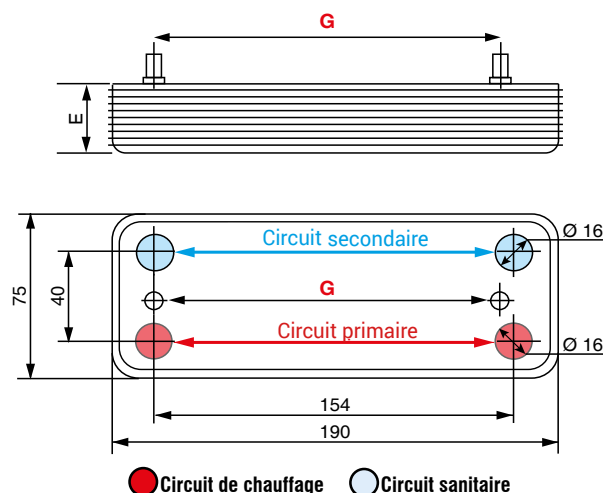 G
E
Circuit secondaire
Ø 16
75
40
G
Circuit primaire
Ø 16
154
190
Circuit de chauffage Circuit sanitaire